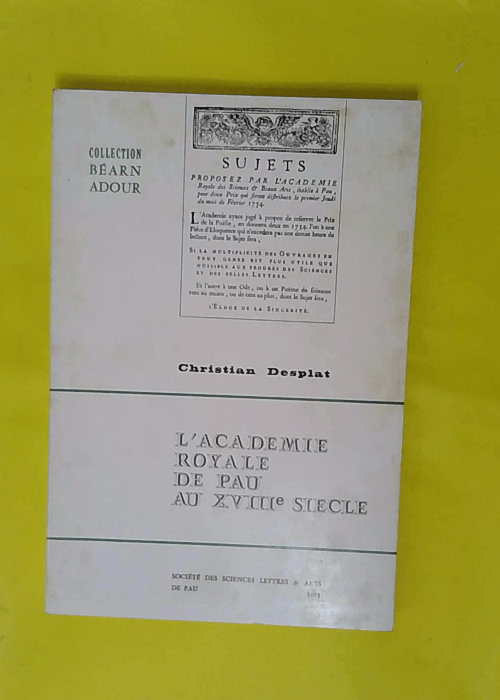 COLLECTION
BÉARN
ADOUR
SUJETS
PROPOSEZ PAR L'ACADEMIE
Royale des Sciences & Beaux Arts, établie à Pau,
pour deux Prix qui seront distribuez le premier Jeudi
du mois de Février 1754.
L'Academie ayant jugé à propos de reserver le Prix
de la Poësie, en donnera deux en 1754. l'un à une
Piéce d'Eloquence qui n'excedera pas une demie heure de
lecture, dont le Sujet sera,
SI LA MULTIPLICITÉ DES OUVRAGES EN
TOUT GENRE EST PLUS UTILE QUE
NUISIBLE AUX PROGRÉS DES SCIENCES
ET DES BELLES LETTRES.
Et l'autre à une Ode, ou à un Poëme de soixante
vers au moins, ou de cent au plus, dont le Sujet sera,
L'ÉLOGE DE LA SINCERITÉ.
Christian Desplat
L'ACADEMIE
ROYALE
DE PAU
AU XVIIIe SIECLE
SOCIÉTÉ DES SCIENCES LETTRES & ARTS
DE PAU